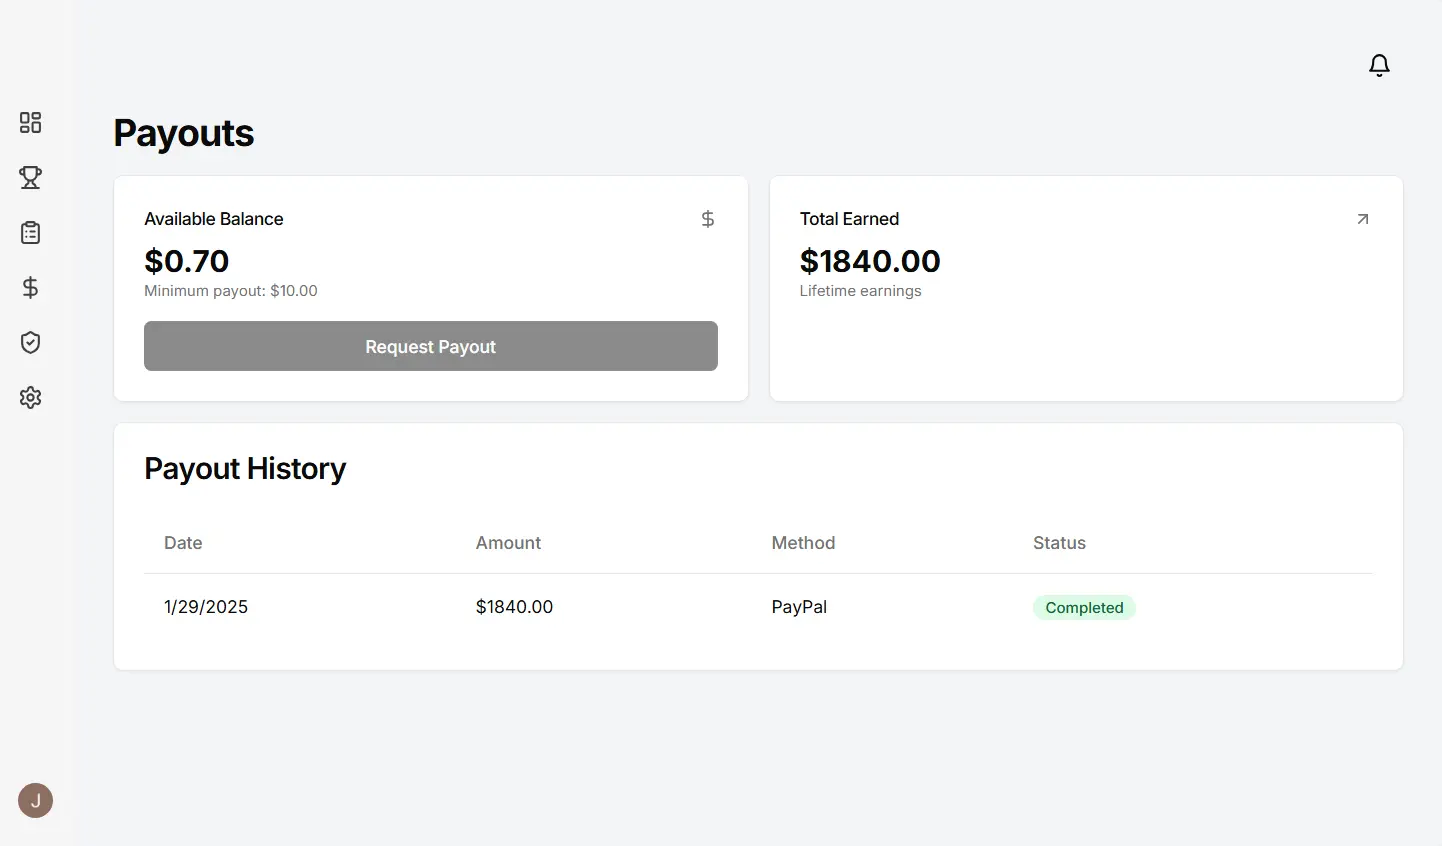 Payouts
Available Balance
$
$0.70
Minimum payout: $10.00
Request Payout
Total Earned
$1840.00
Lifetime earnings
Payout History
Date Amount Method Status
1/29/2025 $1840.00 PayPal Completed
J